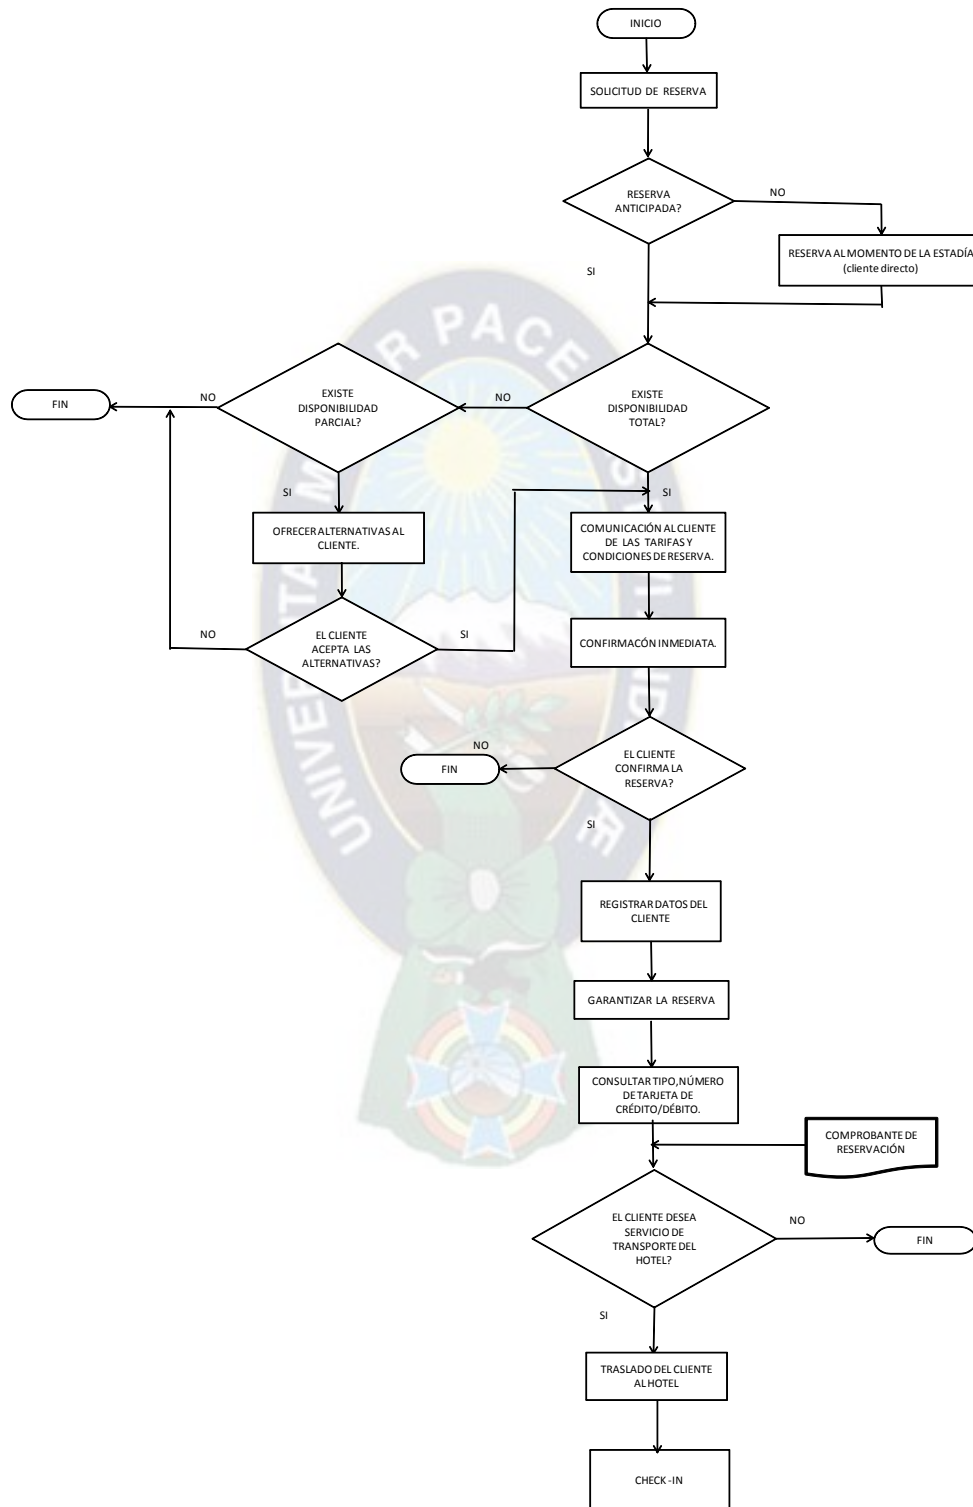 INICIO
SOLICITUD DE RESERVA
RESERVA
ANTICIPADA?
NO
RESERVA AL MOMENTO DE LA ESTADÍA
(cliente directo)
SI
EXISTE
DISPONIBILIDAD
TOTAL?
NO
EXISTE
DISPONIBILIDAD
PARCIAL?
NO
FIN
SI
SI
OFRECER ALTERNATIVAS AL
CLIENTE.
COMUNICACIÓN AL CLIENTE
DE LAS TARIFAS Y
CONDICIONES DE RESERVA.
EL CLIENTE
ACEPTA LAS
ALTERNATIVAS?
NO
SI
CONFIRMACÓN INMEDIATA.
EL CLIENTE
CONFIRMA LA
RESERVA?
NO
FIN
SI
REGISTRAR DATOS DEL
CLIENTE
GARANTIZAR LA RESERVA
CONSULTAR TIPO, NÚMERO
DE TARJETA DE
CRÉDITO/DÉBITO.
COMPROBANTE DE
RESERVACIÓN
EL CLIENTE DESEA
SERVICIO DE
TRANSPORTE DEL
HOTEL?
NO
FIN
SI
TRASLADO DEL CLIENTE
AL HOTEL
CHECK -IN